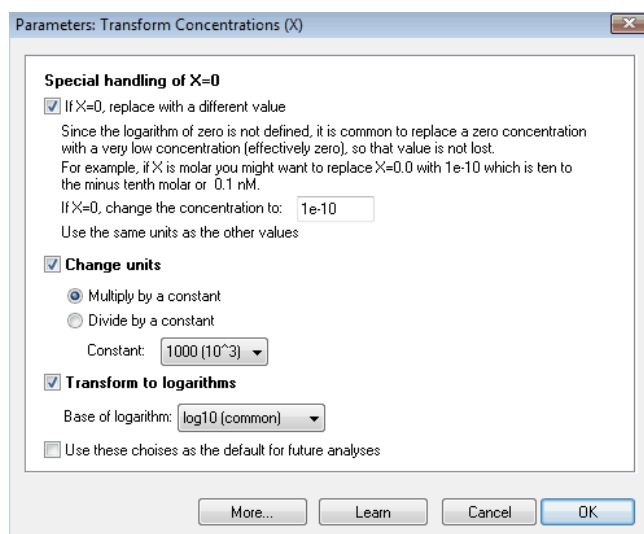 Parameters: Transform Concentrations (X)
Special handling of X=0
If X=0, replace with a different value
Since the logarithm of zero is not defined, it is common to replace a zero concentration
with a very low concentration (effectively zero), so that value is not lost.
For example, if X is molar you might want to replace X=0.0 with 1e-10 which is ten to
the minus tenth molar or 0.1 nM.
If X=0, change the concentration to: 1e-10
Use the same units as the other values
Change units
Multiply by a constant
Divide by a constant
Constant: 1000 (10^3)
Transform to logarithms
Base of logarithm: log10 (common)
Use these choises as the default for future analyses
More... Learn Cancel OK